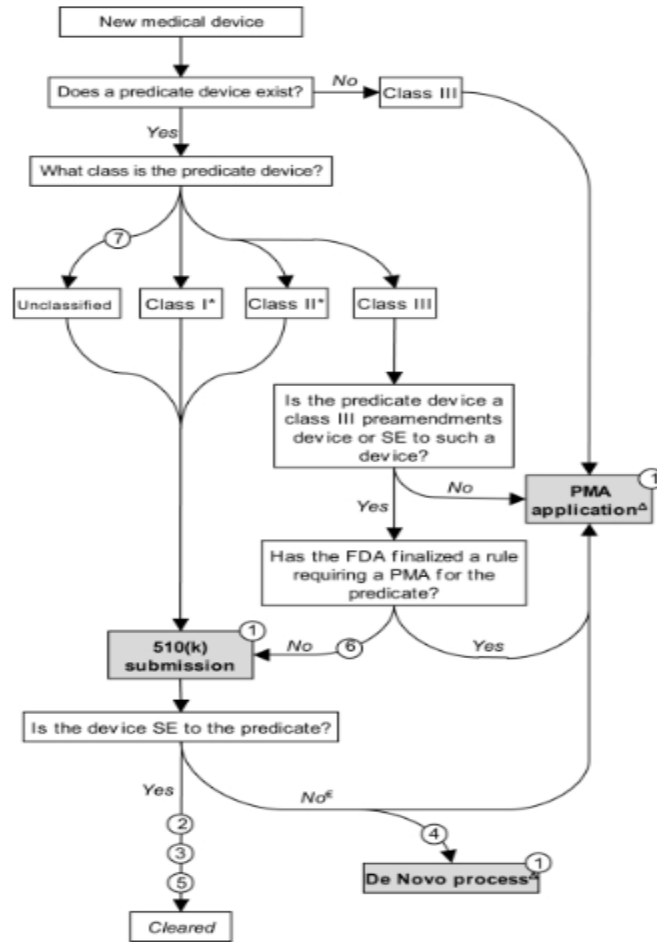 New medical device
Does a predicate device exist?
No
Class III
Yes
What class is the predicate device?
7
Unclassified
Class I*
Class II*
Class III
Is the predicate device a
class III preamendments
device or SE to such a
device?
1
PMA
applicationᐞ
No
Yes
Has the FDA finalized a rule
requiring a PMA for the
predicate?
1
510(k)
submission
No
6
Yes
Is the device SE to the predicate?
Yes
No€
2
3
5
4
1
De Novo processᐞ
Cleared